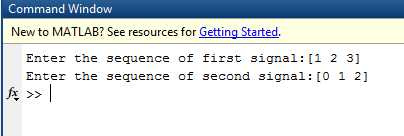 Command Window
New to MATLAB? See resources for Getting Started.
Enter the sequence of first signal:[1 2 3]
Enter the sequence of second signal:[0 1 2]
fx >>